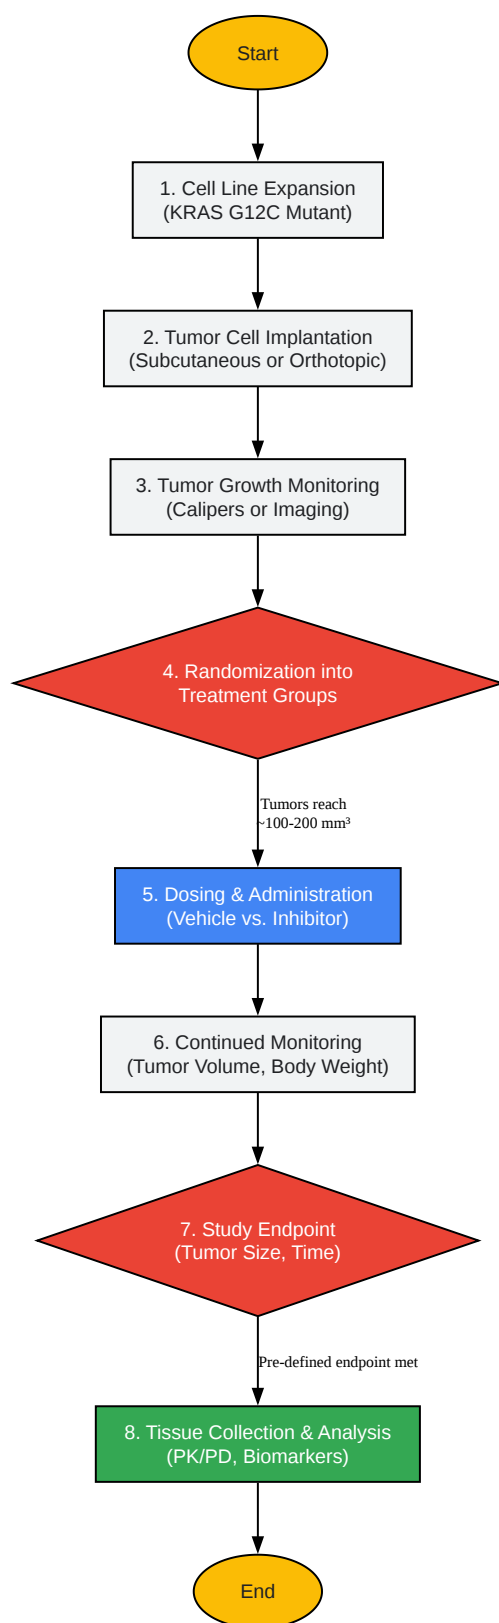 Start
1. Cell Line Expansion
(KRAS G12C Mutant)
2. Tumor Cell Implantation
(Subcutaneous or Orthotopic)
3. Tumor Growth Monitoring
(Calipers or Imaging)
4. Randomization into
Treatment Groups
Tumors reach
~100-200 mm³
5. Dosing & Administration
(Vehicle vs. Inhibitor)
6. Continued Monitoring
(Tumor Volume, Body Weight)
7. Study Endpoint
(Tumor Size, Time)
Pre-defined endpoint met
8. Tissue Collection & Analysis
(PK/PD, Biomarkers)
End